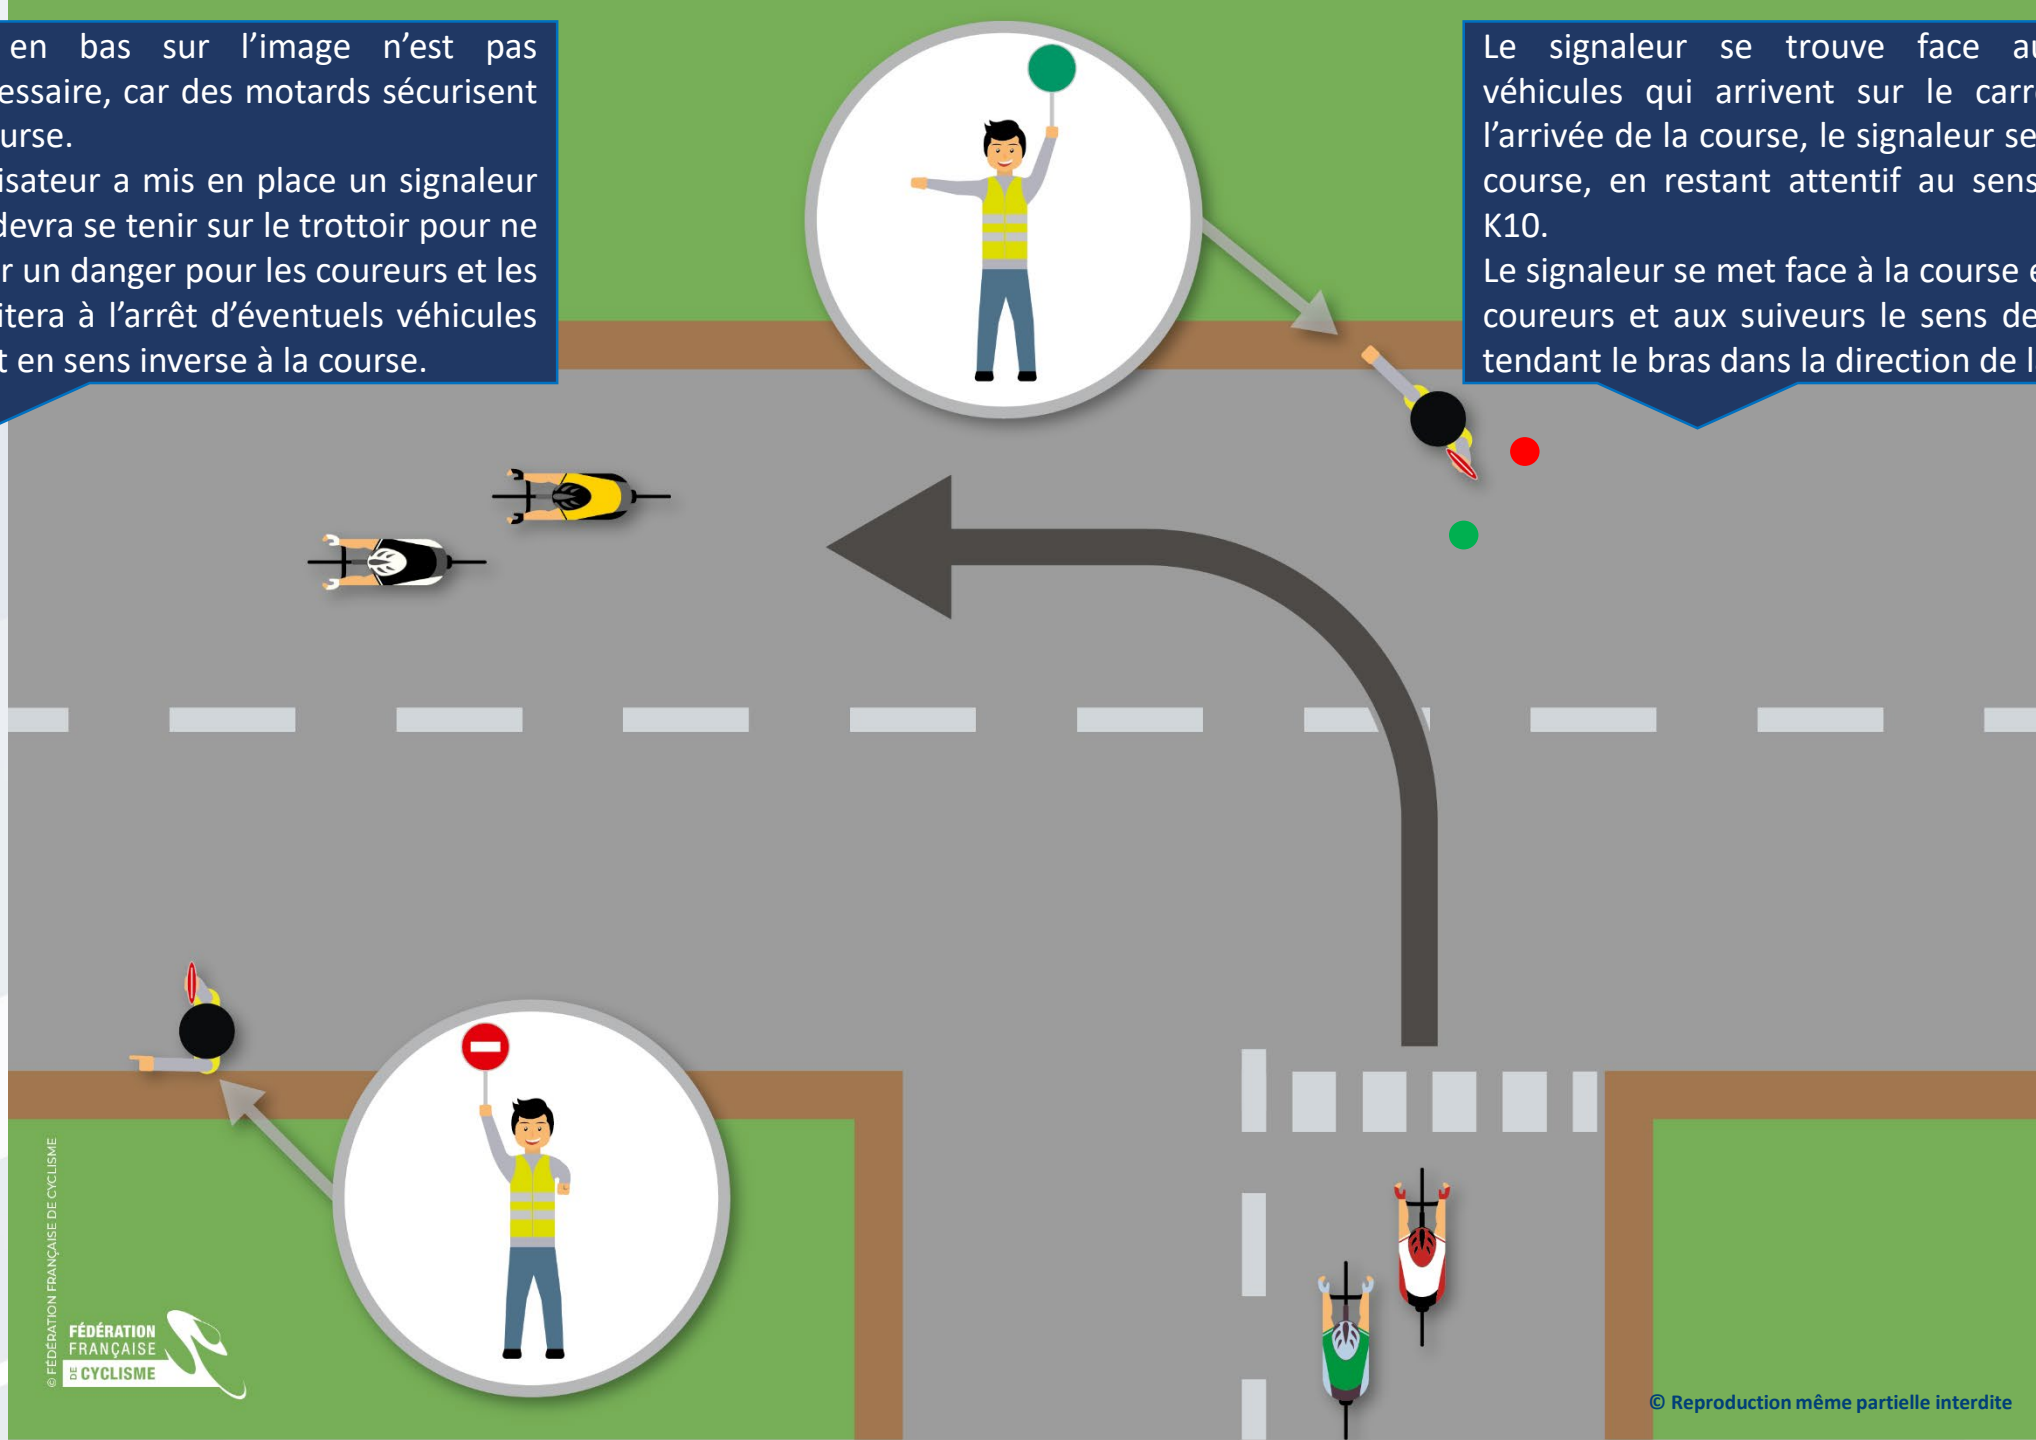 en bas sur l’image n’est pas
essaire, car des motards sécurisent
ourse.
isateur a mis en place un signaleur
devra se tenir sur le trottoir pour ne
r un danger pour les coureurs et les
itera à l’arrêt d’éventuels véhicules
t en sens inverse à la course.
Le signaleur se trouve face au
véhicules qui arrivent sur le carre
l’arrivée de la course, le signaleur se
course, en restant attentif au sens
K10.
Le signaleur se met face à la course e
coureurs et aux suiveurs le sens de
tendant le bras dans la direction de l
© FÉDÉRATION FRANÇAISE DE CYCLISME
FÉDÉRATION
FRANÇAISE
DE CYCLISME
© Reproduction même partielle interdite